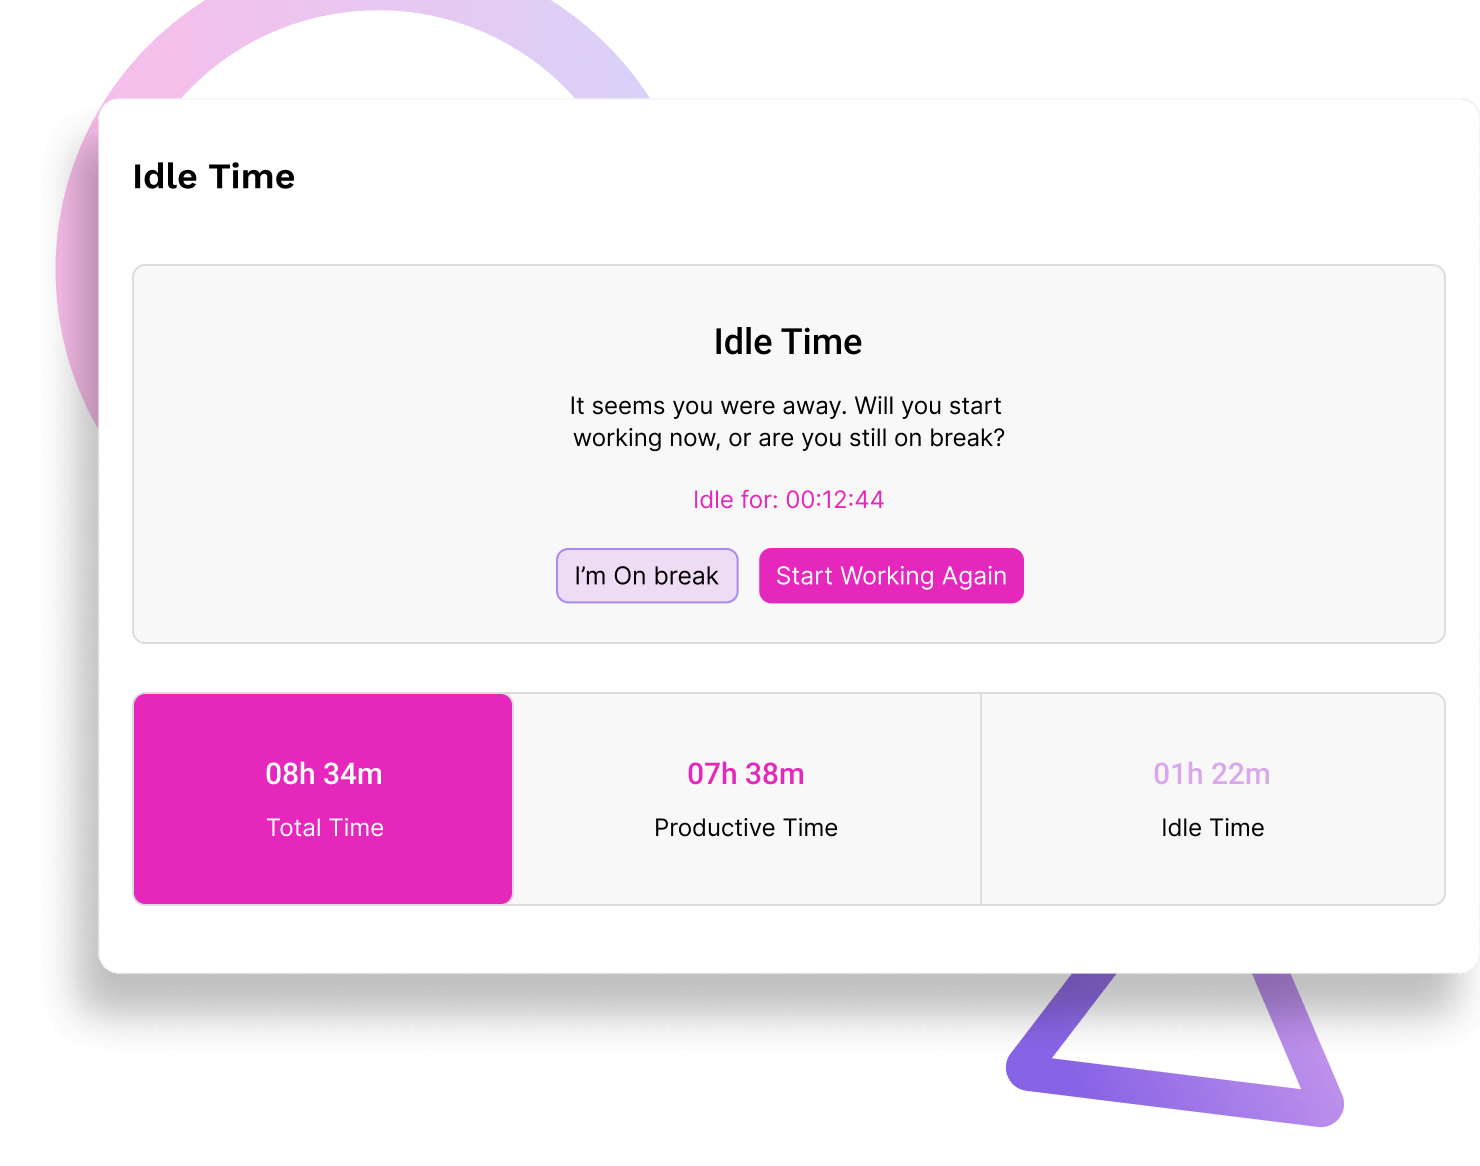 Idle Time
Idle Time
It seems you were away. Will you start
working now, or are you still on break?
Idle for: 00:12:44
I’m On break
Start Working Again
08h 34m
Total Time
07h 38m
Productive Time
01h 22m
Idle Time